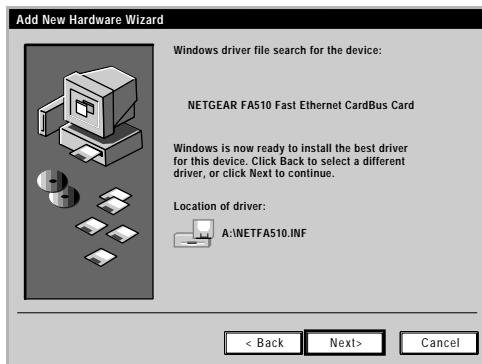 Add New Hardware Wizard
Windows driver file search for the device:
NETGEAR FA510 Fast Ethernet CardBus Card
Windows is now ready to install the best driver
for this device. Click Back to select a different
driver, or click Next to continue.
Location of driver:
A:\NETFA510.INF
< Back
Next>
Cancel